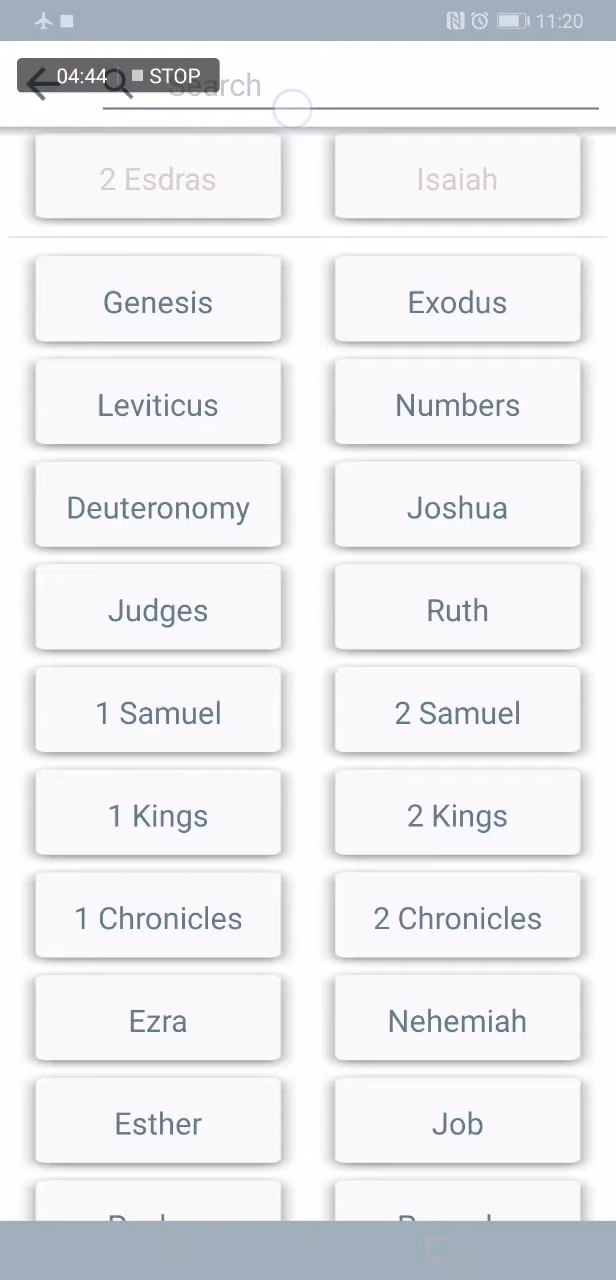 11:20
04:44 STOP
Search
2 Esdras Isaiah
Genesis Exodus
Leviticus Numbers
Deuteronomy Joshua
Judges Ruth
1 Samuel 2 Samuel
1 Kings 2 Kings
1 Chronicles 2 Chronicles
Ezra Nehemiah
Esther Job